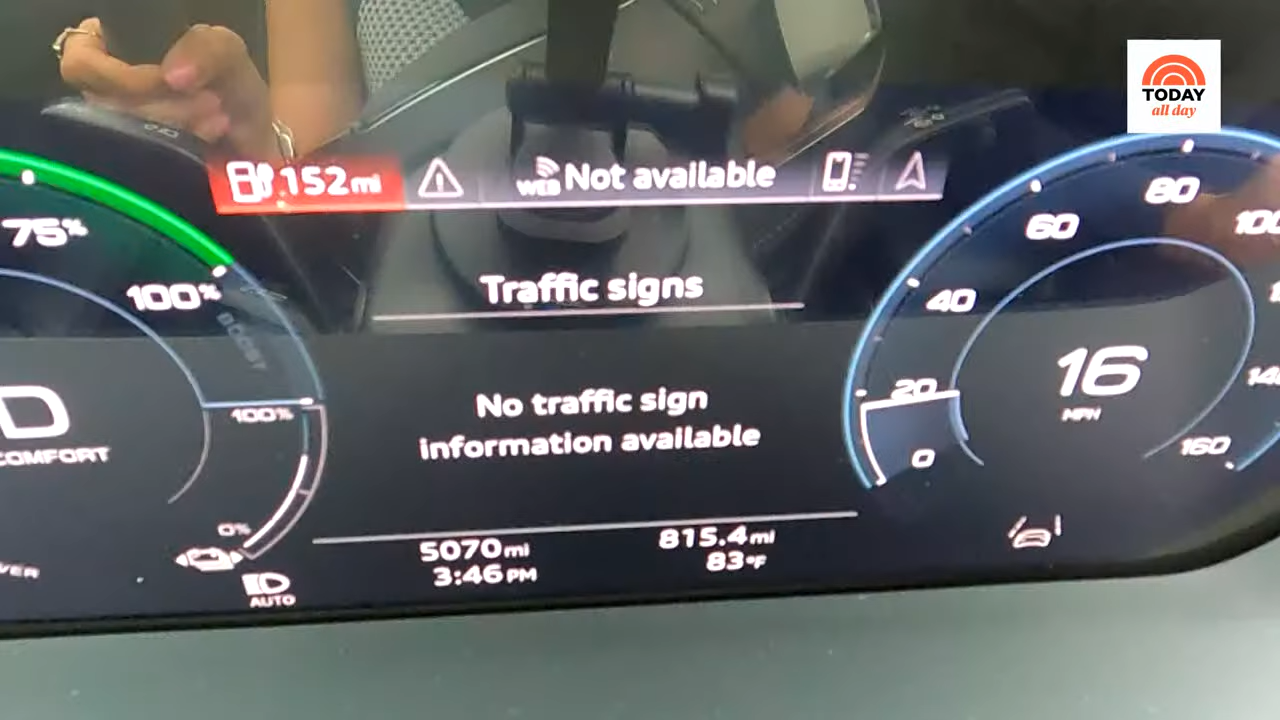 TODAY
all day
152 mi
WEB Not available
75%
100%
BOOST
Traffic signs
80
60
100
40
20
0
16
MPH
160
D
COMFORT
100%
0%
No traffic sign
information available
5070 mi
815.4 mi
3:46 PM
83°F
AUTO